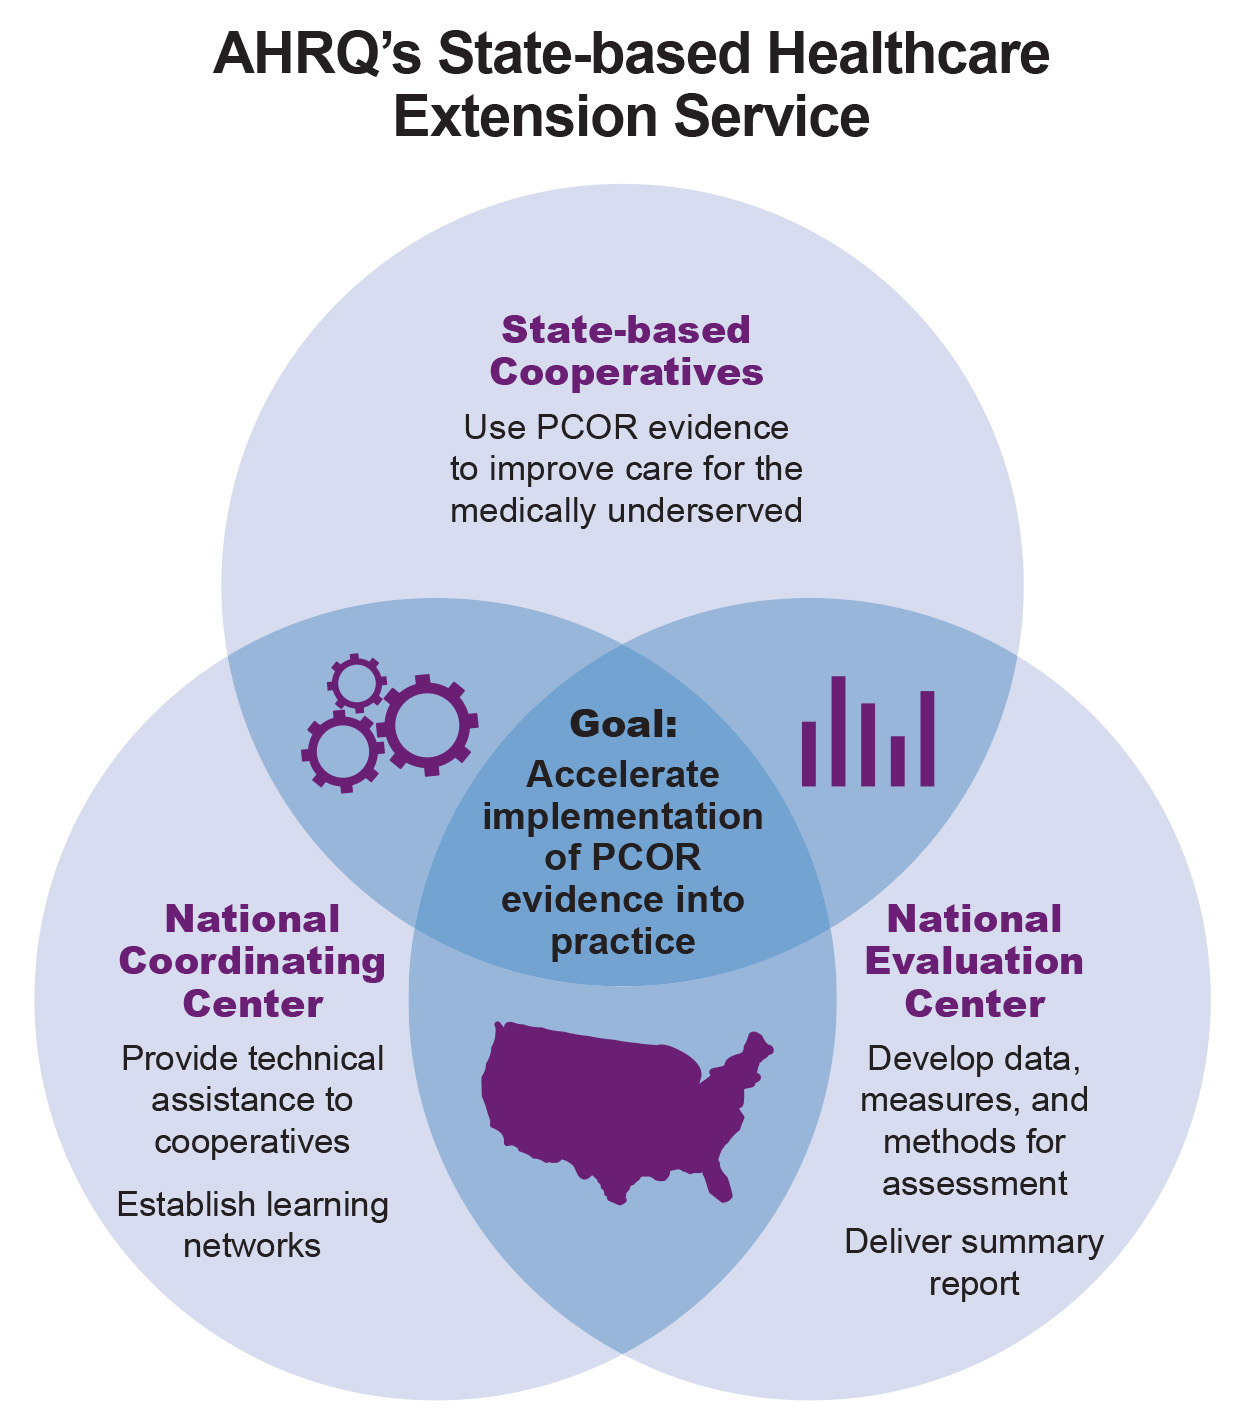 AHRQ’s State-based Healthcare
Extension Service
State-based
Cooperatives
Use PCOR evidence
to improve care for the
medically underserved
Goal:
Accelerate
implementation
of PCOR
evidence into
practice
National
Coordinating
Center
Provide technical
assistance to
cooperatives
Establish learning
networks
National
Evaluation
Center
Develop data,
measures, and
methods for
assessment
Deliver summary
report